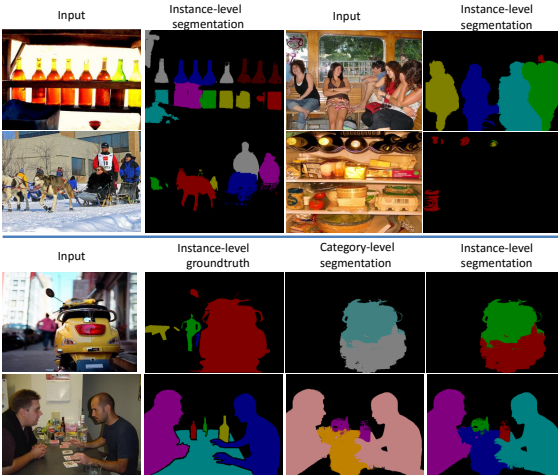 Input
Instance-level
segmentation
Input
Instance-level
segmentation
Input
Instance-level
groundtruth
Category-level
segmentation
Instance-level
segmentation